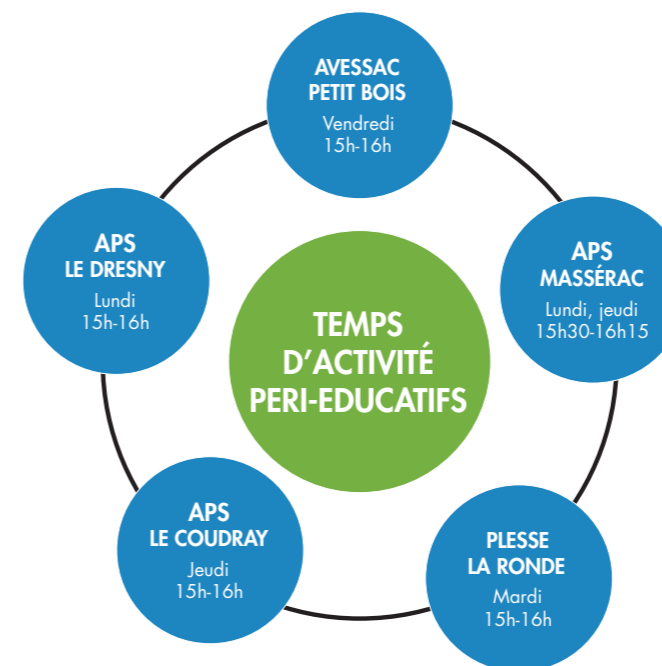 AVESSAC
PETIT BOIS
Vendredi
15h-16h
APS
LE DRESNY
Lundi
15h-16h
APS
MASSÉRAC
Lundi, jeudi
15h30-16h15
TEMPS
D’ACTIVITÉ
PERI-EDUCATIFS
APS
LE COUDRAY
Jeudi
15h-16h
PLESSE
LA RONDE
Mardi
15h-16h